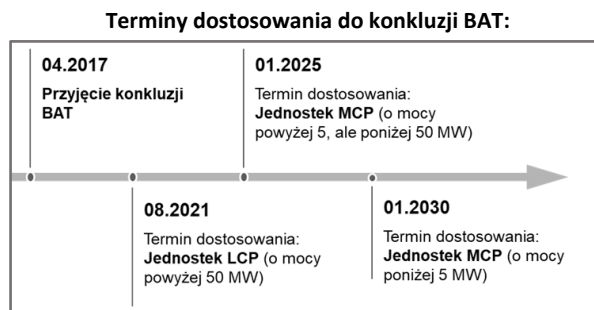 Terminy dostosowania do konkluzji BAT:
04.2017
Przyjęcie konkluzji
BAT
01.2025
Termin dostosowania:
Jednostek MCP (o mocy
powyżej 5, ale poniżej 50 MW)
08.2021
Termin dostosowania:
Jednostek LCP (o mocy
powyżej 50 MW)
01.2030
Termin dostosowania:
Jednostek MCP (o mocy
poniżej 5 MW)